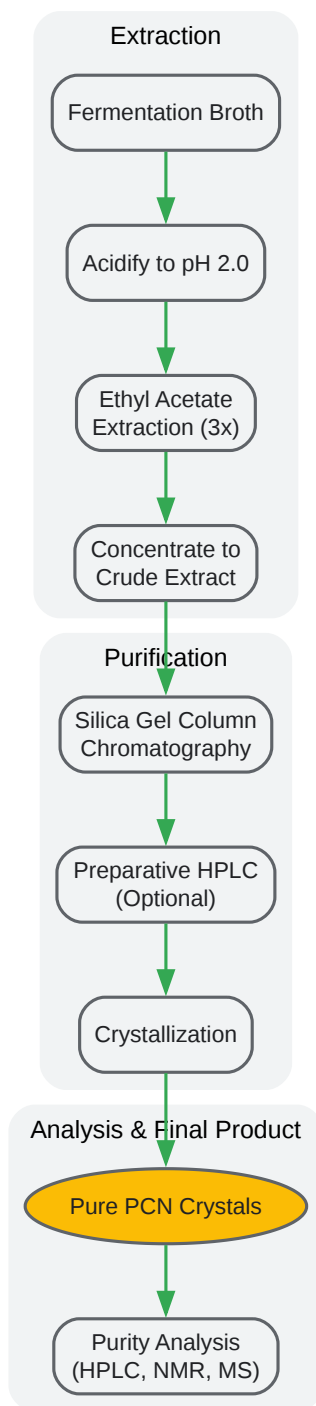 Extraction
Fermentation Broth
Acidify to pH 2.0
Ethyl Acetate
Extraction (3x)
Concentrate to
Crude Extract
Purification
Silica Gel Column
Chromatography
Preparative HPLC
(Optional)
Crystallization
Analysis & Final Product
Pure PCN Crystals
Purity Analysis
(HPLC, NMR, MS)